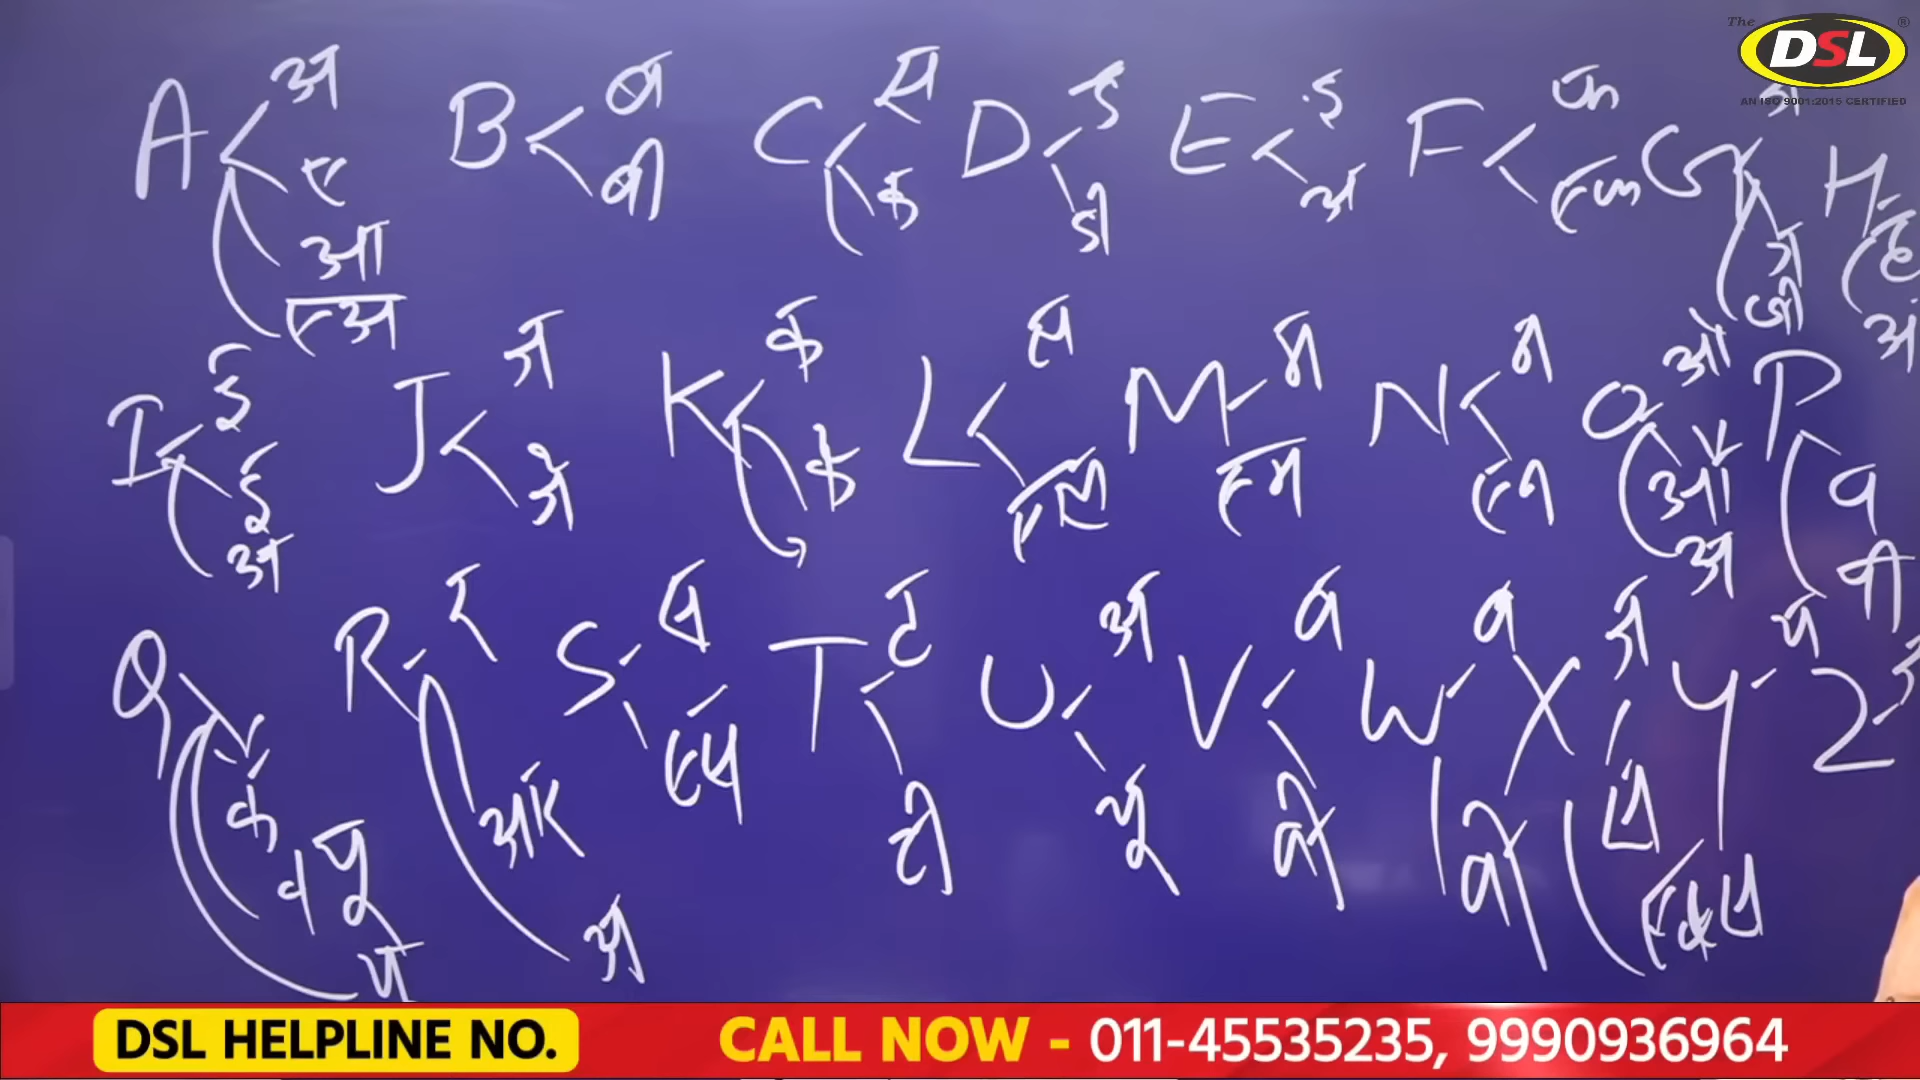 The DSL ®
AN ISO 9001:2015 CERTIFIED
A < अ ए आ एअ
B < ब बी
C < स क
D < ड डी
E < इ अ
F < फ एफ
G ग ज जी
H ह अ
I ई ई अ
J < ज जे
K क के
L < ल एल
M म एम
N < न एन
O ओ ऑ अ
P प पी
Q क क्यू
R र आर
S स एस
T ट टी
U अ यू
V व वी
W व
X ज एक्स
Y य
Z
DSL HELPLINE NO.
CALL NOW - 011-45535235, 9990936964